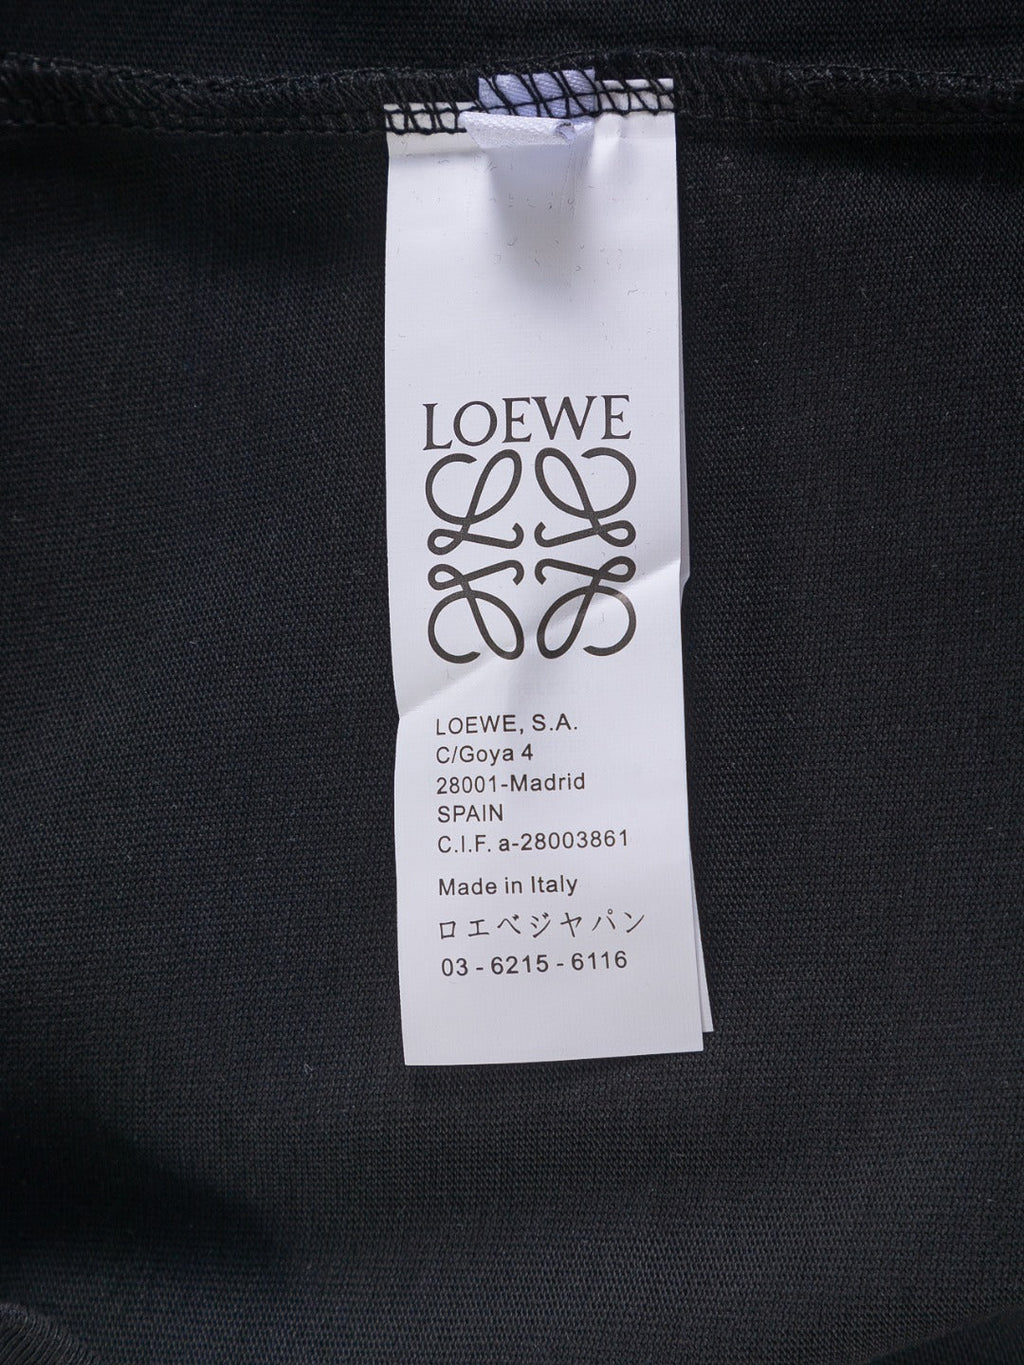 LOEWE
LOEWE, S.A.
C/Goya 4
28001-Madrid
SPAIN
C.I.F. a-28003861
Made in Italy
ロエベジャパン
03 - 6215 - 6116